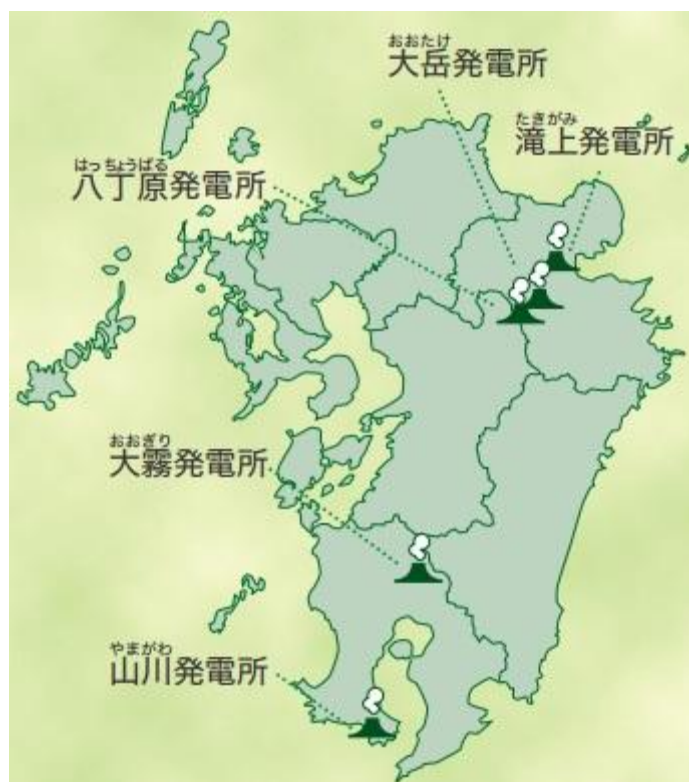 おおたけ
大岳発電所
たきがみ
滝上発電所
はっちょうばる
八丁原発電所
おおぎり
大霧発電所
やまがわ
山川発電所